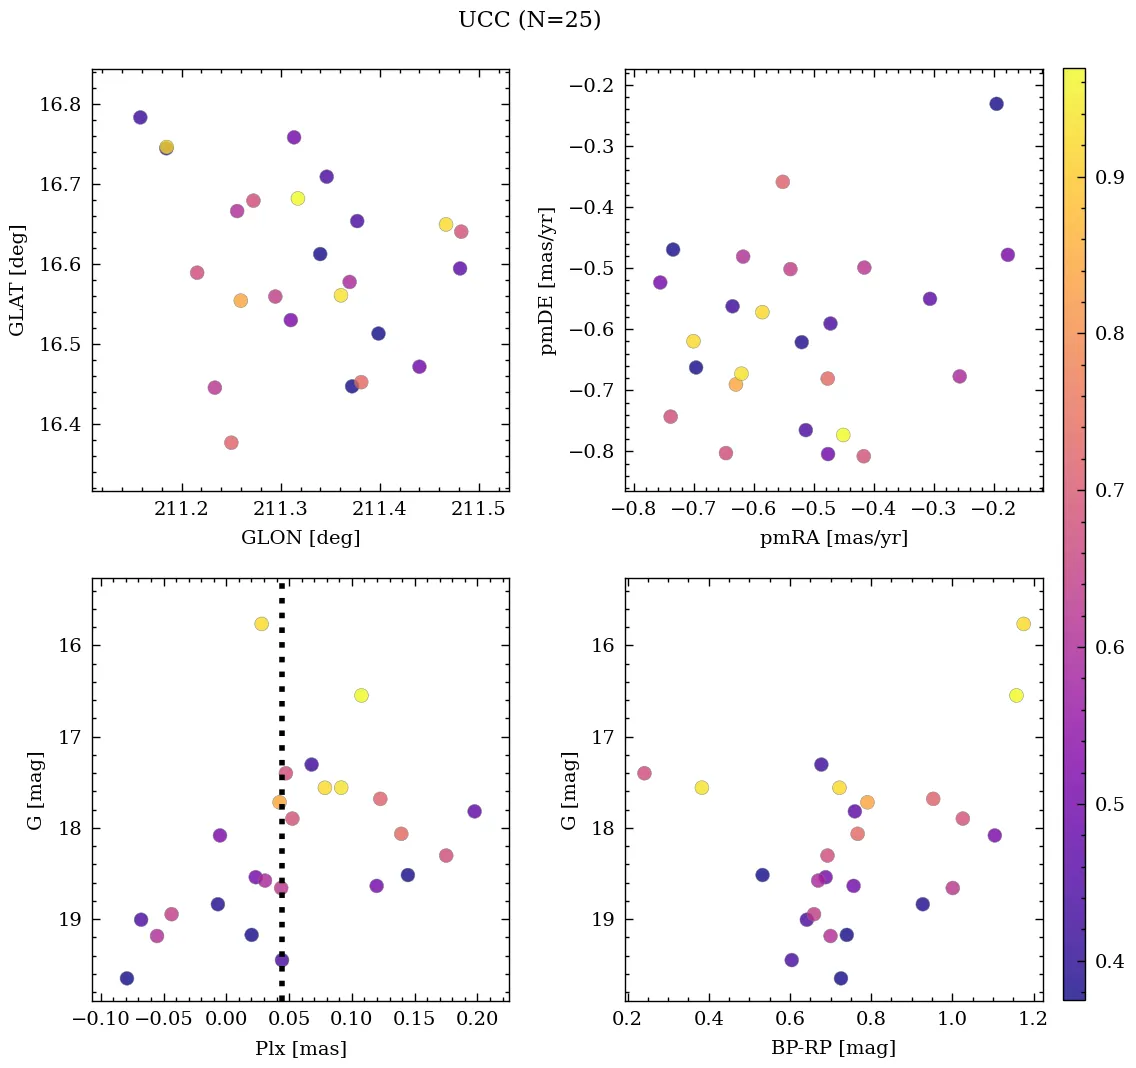 UCC (N=25)
16.8
16.7
16.6
16.5
16.4
GLAT [deg]
211.2 211.3 211.4 211.5
GLON [deg]
−0.2
−0.3
−0.4
−0.5
−0.6
−0.7
−0.8
pmDE [mas/yr]
−0.8 −0.7 −0.6 −0.5 −0.4 −0.3 −0.2
pmRA [mas/yr]
16
17
18
19
G [mag]
−0.10 −0.05 0.00 0.05 0.10 0.15 0.20
Plx [mas]
16
17
18
19
G [mag]
0.2 0.4 0.6 0.8 1.0 1.2
BP-RP [mag]
0.9
0.8
0.7
0.6
0.5
0.4